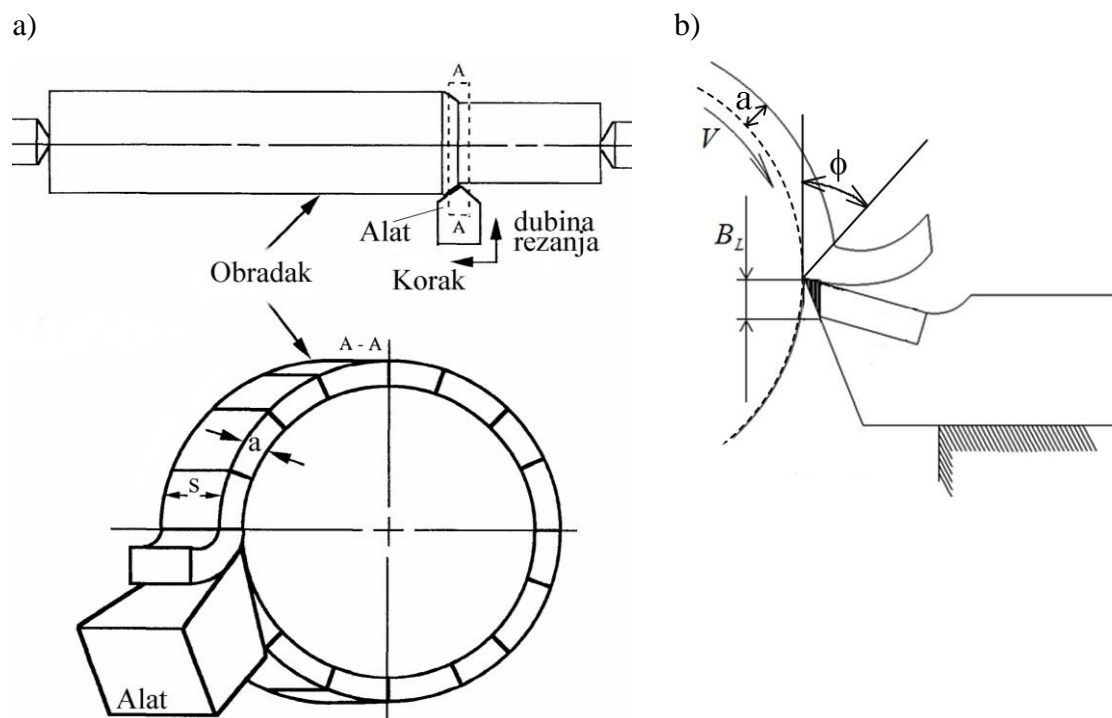 a)
A
Alat
A
dubina
rezanja
Korak
Obradak
A - A
a
S
Alat
b)
a
V
ϕ
B_L